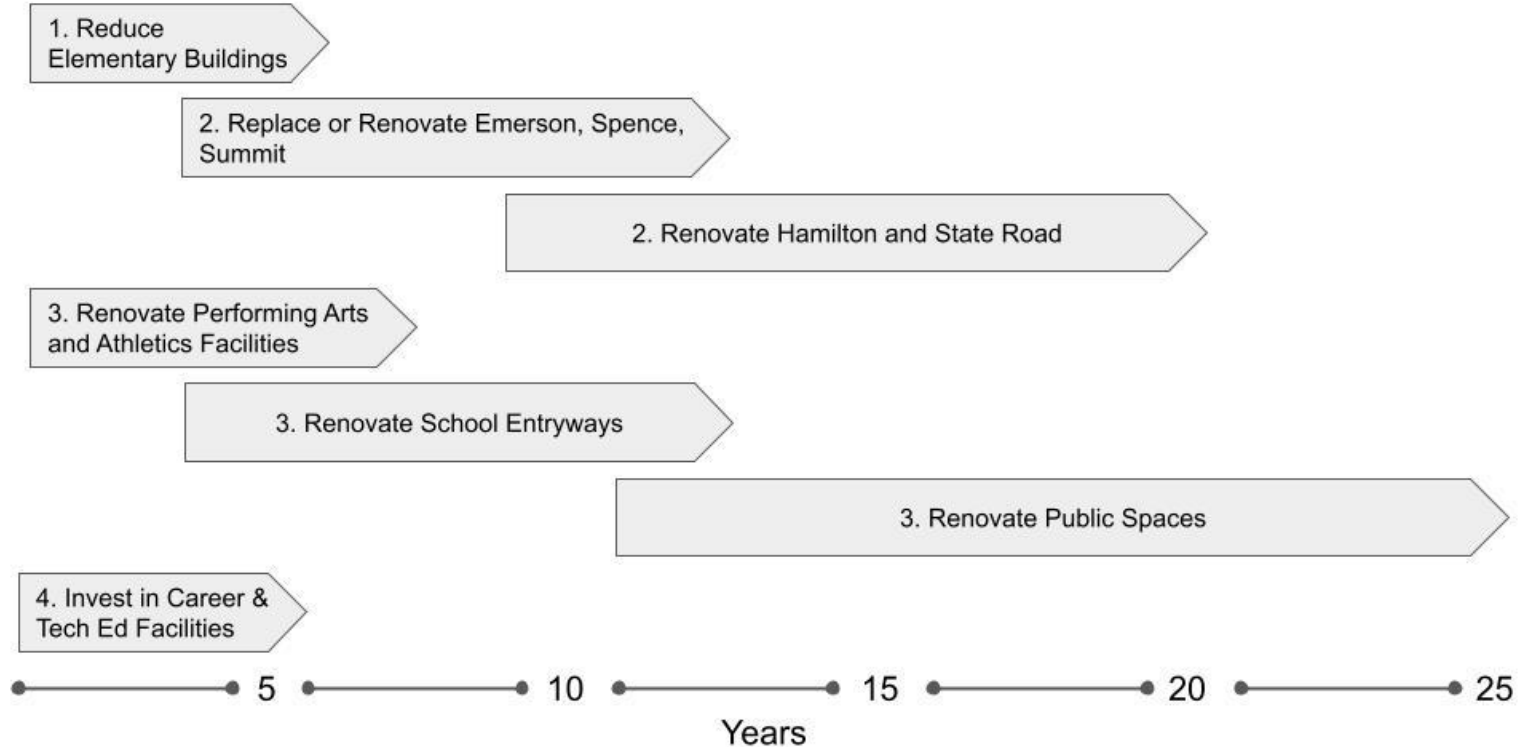 1. Reduce
Elementary Buildings
2. Replace or Renovate Emerson, Spence,
Summit
2. Renovate Hamilton and State Road
3. Renovate Performing Arts
and Athletics Facilities
3. Renovate School Entryways
3. Renovate Public Spaces
4. Invest in Career &
Tech Ed Facilities
5 10 15 20 25
Years